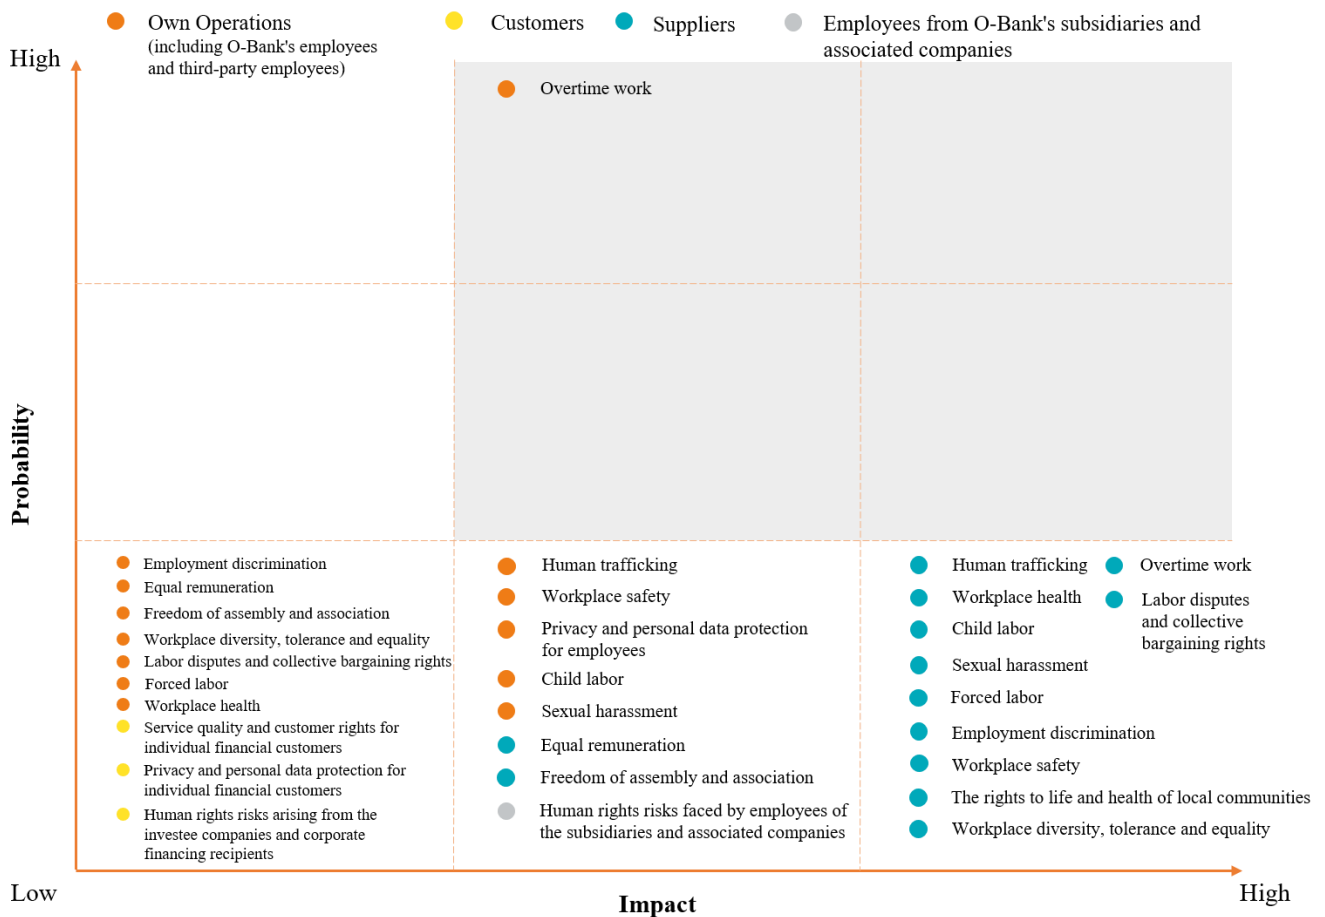 Own Operations
(including O-Bank's employees
and third-party employees)
Customers
Suppliers
Employees from O-Bank's subsidiaries and
associated companies
High
Overtime work
Probability
Employment discrimination
Equal remuneration
Freedom of assembly and association
Workplace diversity, tolerance and equality
Labor disputes and collective bargaining rights
Forced labor
Workplace health
Service quality and customer rights for
individual financial customers
Privacy and personal data protection for
individual financial customers
Human rights risks arising from the
investee companies and corporate
financing recipients
Human trafficking
Workplace safety
Privacy and personal data protection
for employees
Child labor
Sexual harassment
Equal remuneration
Freedom of assembly and association
Human rights risks faced by employees of
the subsidiaries and associated companies
Human trafficking
Workplace health
Child labor
Sexual harassment
Forced labor
Employment discrimination
Workplace safety
The rights to life and health of local communities
Workplace diversity, tolerance and equality
Overtime work
Labor disputes
and collective
bargaining rights
Low
Impact
High